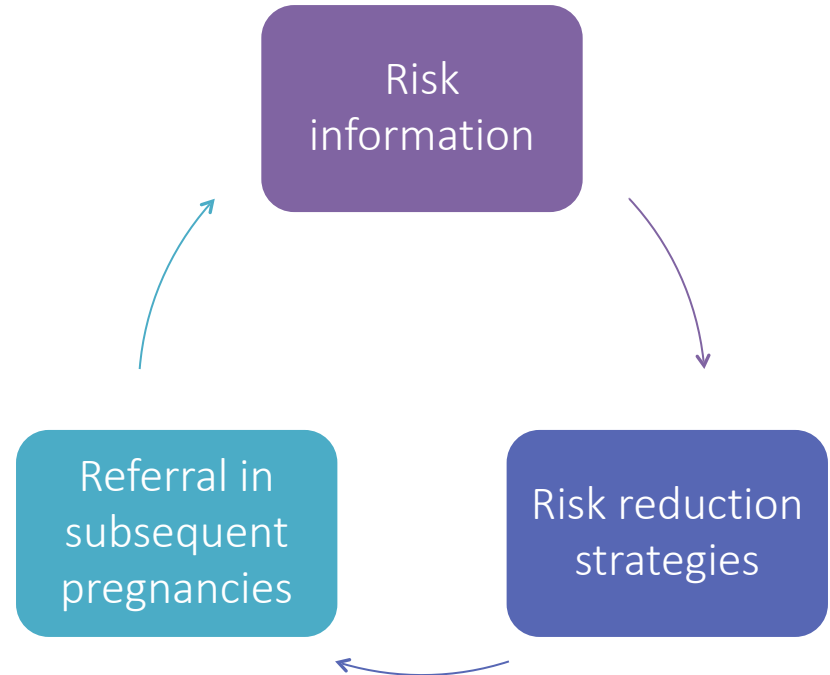 Risk
information
Risk reduction
strategies
Referral in
subsequent
pregnancies